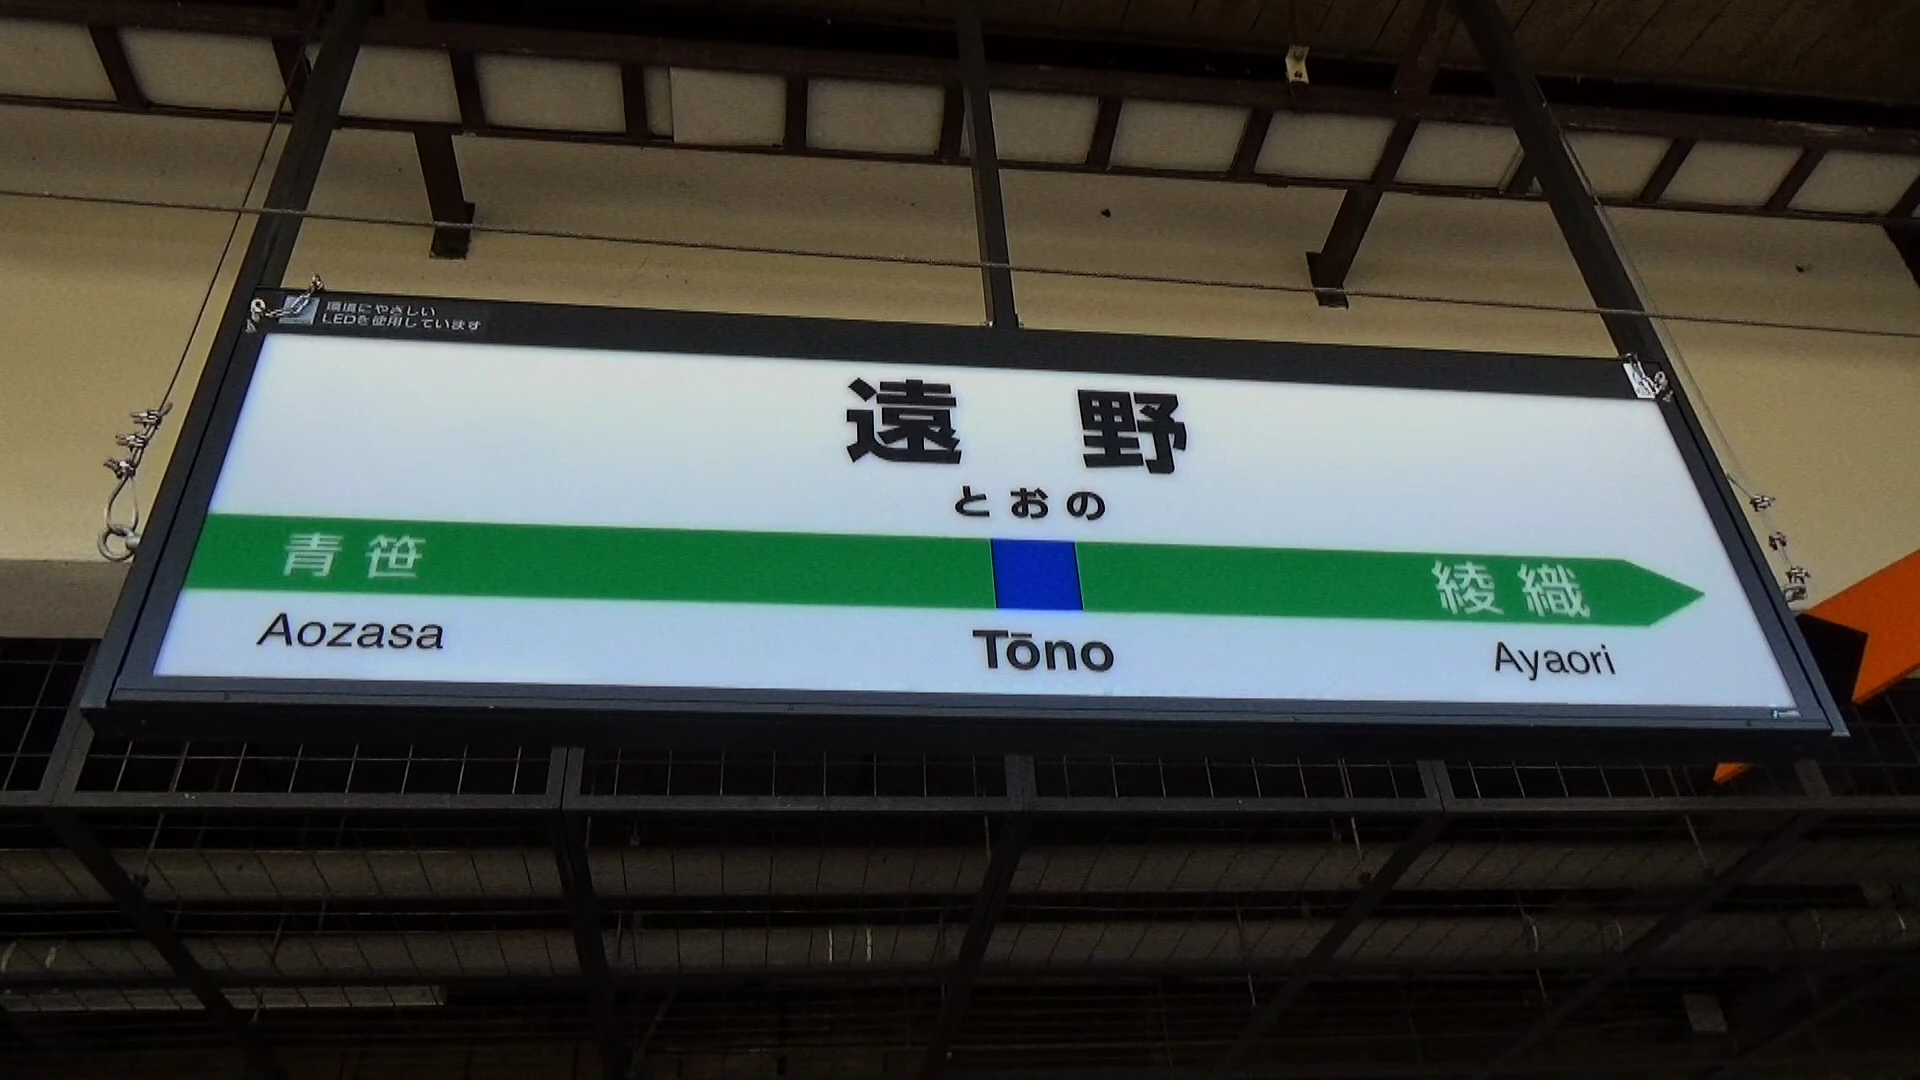 環境にやさしい
LEDを使用しています
遠野
とおの
青笹
綾織
Aozasa
Tōno
Ayaori